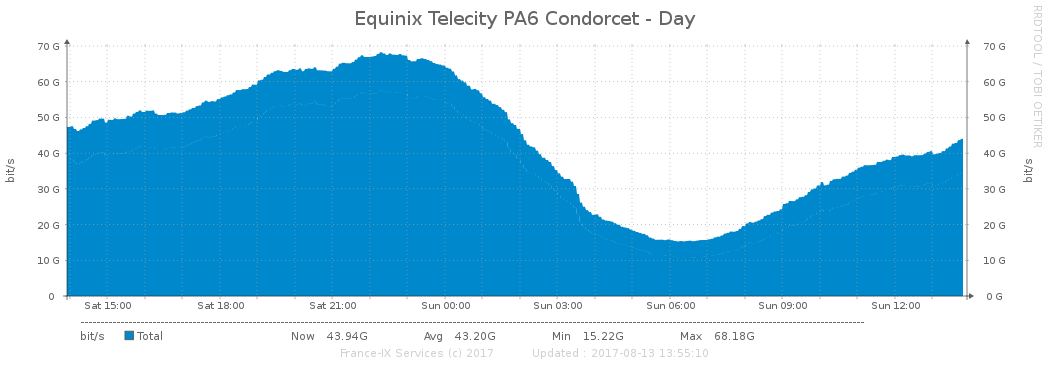 Equinix Telecity PA6 Condorcet - Day
RRDTOOL / TOBI OETIKER
bit/s
bit/s
70 G 70 G
60 G 60 G
50 G 50 G
40 G 40 G
30 G 30 G
20 G 20 G
10 G 10 G
0 0 G
Sat 15:00 Sat 18:00 Sat 21:00 Sun 00:00 Sun 03:00 Sun 06:00 Sun 09:00 Sun 12:00
bit/s Total Now 43.94G Avg 43.20G Min 15.22G Max 68.18G
France-IX Services (c) 2017 Updated : 2017-08-13 13:55:10